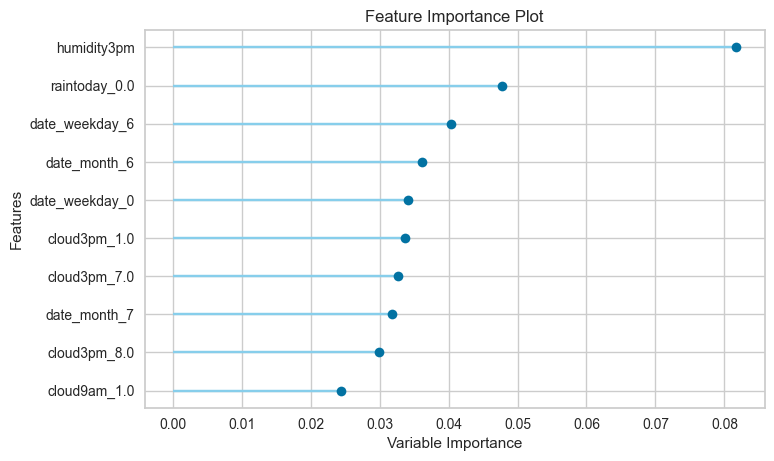 Feature Importance Plot
humidity3pm
raintoday_0.0
date_weekday_6
date_month_6
date_weekday_0
cloud3pm_1.0
cloud3pm_7.0
date_month_7
cloud3pm_8.0
cloud9am_1.0
Features
0.00 0.01 0.02 0.03 0.04 0.05 0.06 0.07 0.08
Variable Importance